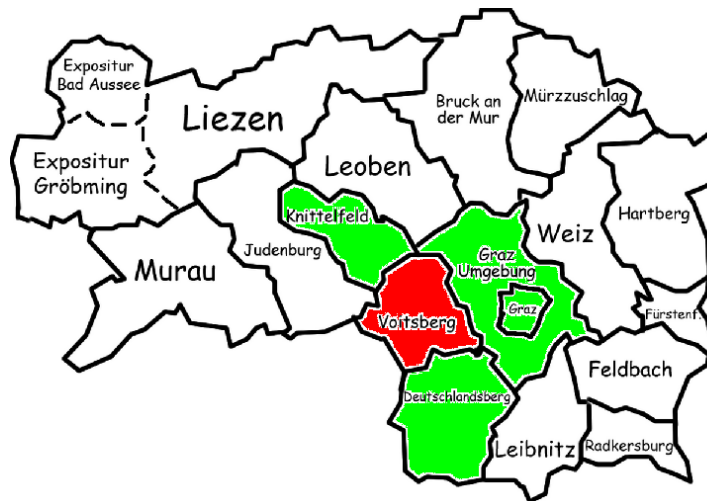 Expositur
Bad Aussee
Liezen
Bruck an
der Mur
Mürzzuschlag
Expositur
Gröbming
Leoben
Knittelfeld
Hartberg
Judenburg
Weiz
Murau
Graz
Umgebung
Graz
Fürstenf.
Voitsberg
Feldbach
Deutschlandsberg
Leibnitz
Radkersburg